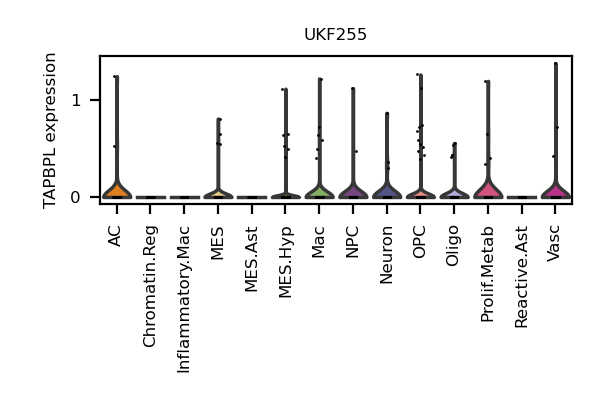 UKF255
TAPBPL expression
1
0
AC
Chromatin.Reg
Inflammatory.Mac
MES
MES.Ast
MES.Hyp
Mac
NPC
Neuron
OPC
Oligo
Prolif.Metab
Reactive.Ast
Vasc